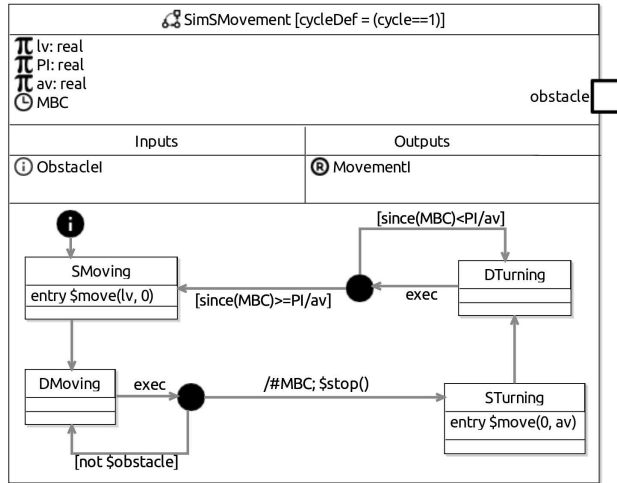 SimSMovement [cycleDef = (cycle==1)]
π lv: real
π PI: real
π av: real
MBC
obstacle
Inputs
Outputs
i ObstacleI
R MovementI
i
[since(MBC)<PI/av]
SMoving
DTurning
entry $move(lv, 0)
[since(MBC)>=PI/av]
exec
DMoving
exec
/#MBC; $stop()
STurning
entry $move(0, av)
[not $obstacle]